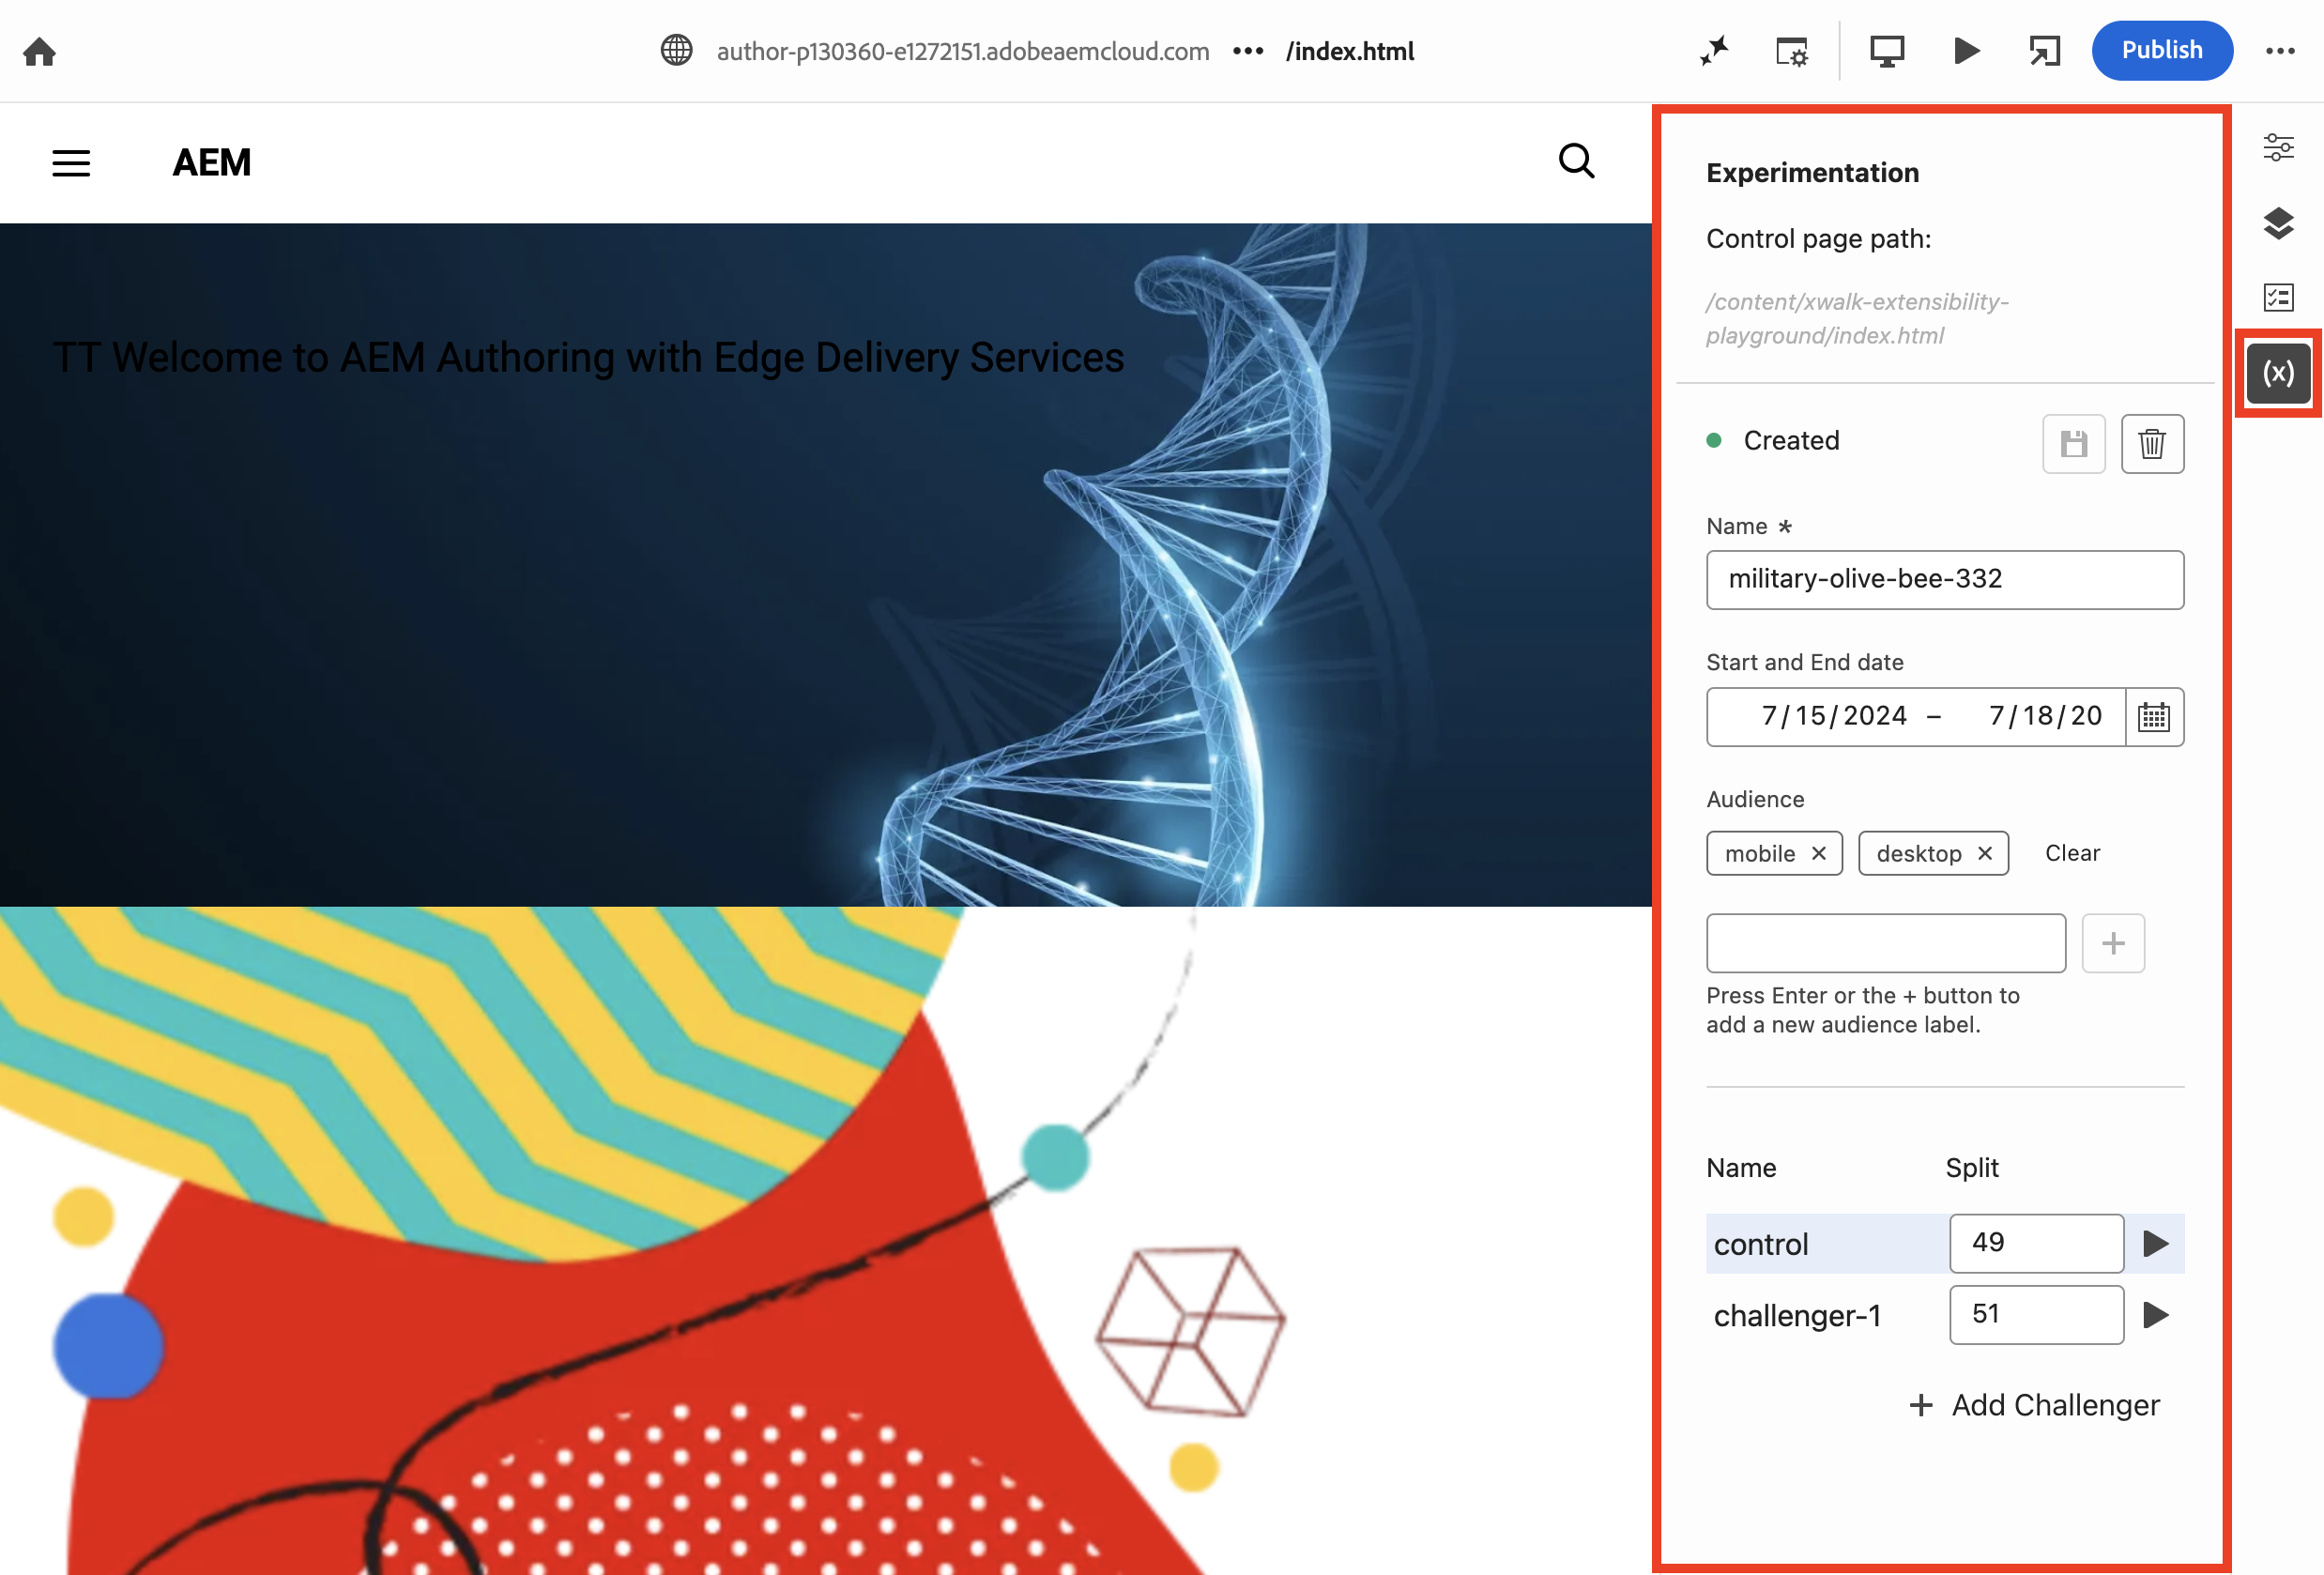 author-p130360-e1272151.adobeaemcloud.com ••• /index.html
Publish
AEM
TT Welcome to AEM Authoring with Edge Delivery Services
Experimentation
Control page path:
/content/xwalk-extensibility-
playground/index.html
(x)
Created
Name *
military-olive-bee-332
Start and End date
7/15/2024 – 7/18/20
Audience
mobile ✕ desktop ✕ Clear
+
Press Enter or the + button to
add a new audience label.
Name Split
control 49
challenger-1 51
+ Add Challenger